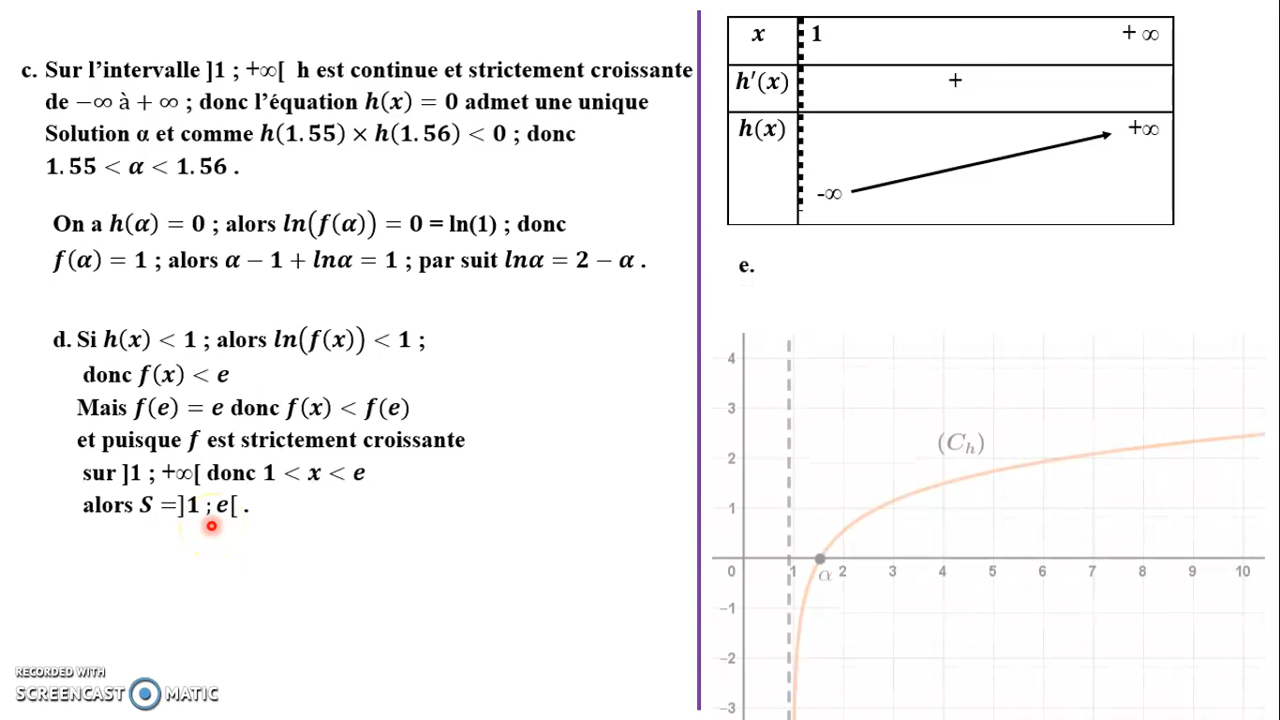 c. Sur l'intervalle ]1 ; +∞[ h est continue et strictement croissante
de −∞ à + ∞ ; donc l'équation h(x) = 0 admet une unique
Solution α et comme h(1.55) × h(1.56) < 0 ; donc
1.55 < α < 1.56 .
On a h(α) = 0 ; alors ln(f(α)) = 0 = ln(1) ; donc
f(α) = 1 ; alors α − 1 + lnα = 1 ; par suit lnα = 2 − α .
d. Si h(x) < 1 ; alors ln(f(x)) < 1 ;
donc f(x) < e
Mais f(e) = e donc f(x) < f(e)
et puisque f est strictement croissante
sur ]1 ; +∞[ donc 1 < x < e
alors S =]1 ; e[ .
RECORDED WITH
SCREENCAST MATIC
x 1 + ∞
h′(x) +
h(x) +∞
-∞
e.
4
3
(C_h)
2
1
0 1 α 2 3 4 5 6 7 8 9 10
−1
−2
−3